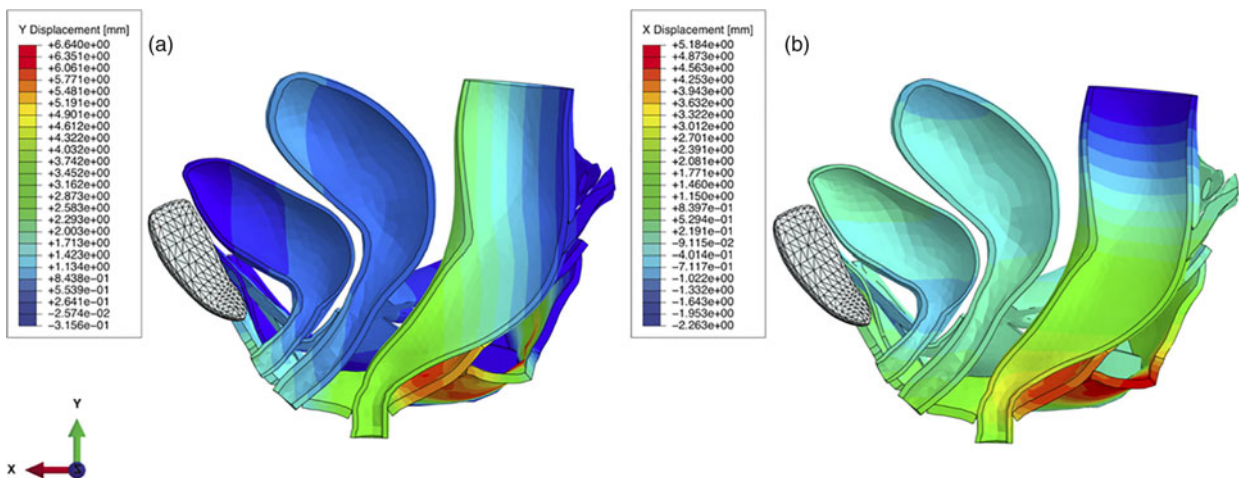 Y Displacement [mm]
+6.640e+00
+6.351e+00
+6.061e+00
+5.771e+00
+5.481e+00
+5.191e+00
+4.901e+00
+4.612e+00
+4.322e+00
+4.032e+00
+3.742e+00
+3.452e+00
+3.162e+00
+2.873e+00
+2.583e+00
+2.293e+00
+2.003e+00
+1.713e+00
+1.423e+00
+1.134e+00
+8.438e-01
+5.539e-01
+2.641e-01
-2.574e-02
-3.156e-01
(a)
X Displacement [mm]
+5.184e+00
+4.873e+00
+4.563e+00
+4.253e+00
+3.943e+00
+3.632e+00
+3.322e+00
+3.012e+00
+2.701e+00
+2.391e+00
+2.081e+00
+1.771e+00
+1.460e+00
+1.150e+00
+8.397e-01
+5.294e-01
+2.191e-01
-9.115e-02
-4.014e-01
-7.117e-01
-1.022e+00
-1.332e+00
-1.643e+00
-1.953e+00
-2.263e+00
(b)
Y
X
Z